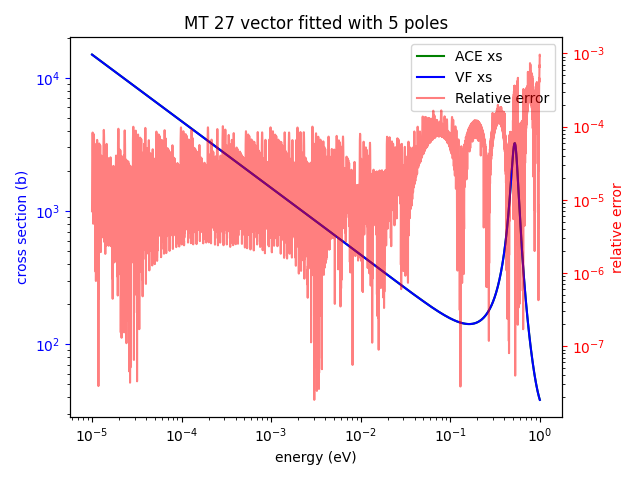 MT 27 vector fitted with 5 poles
ACE xs
VF xs
Relative error
cross section (b)
10^4
10^3
10^2
10^-3
10^-4
10^-5
10^-6
10^-7
relative error
10^-5
10^-4
10^-3
10^-2
10^-1
10^0
energy (eV)